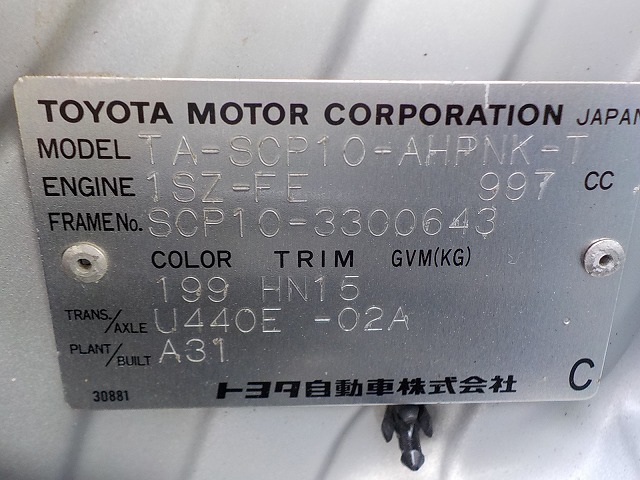 TOYOTA MOTOR CORPORATION JAPAN
MODEL TA-SCP10-AHPNK-T
ENGINE 1SZ-FE 997 CC
FRAME No. SCP10-3300643
COLOR TRIM GVM(KG)
199 HN15
TRANS./AXLE U440E -02A
PLANT/BUILT A31
30881 トヨタ自動車株式会社 C